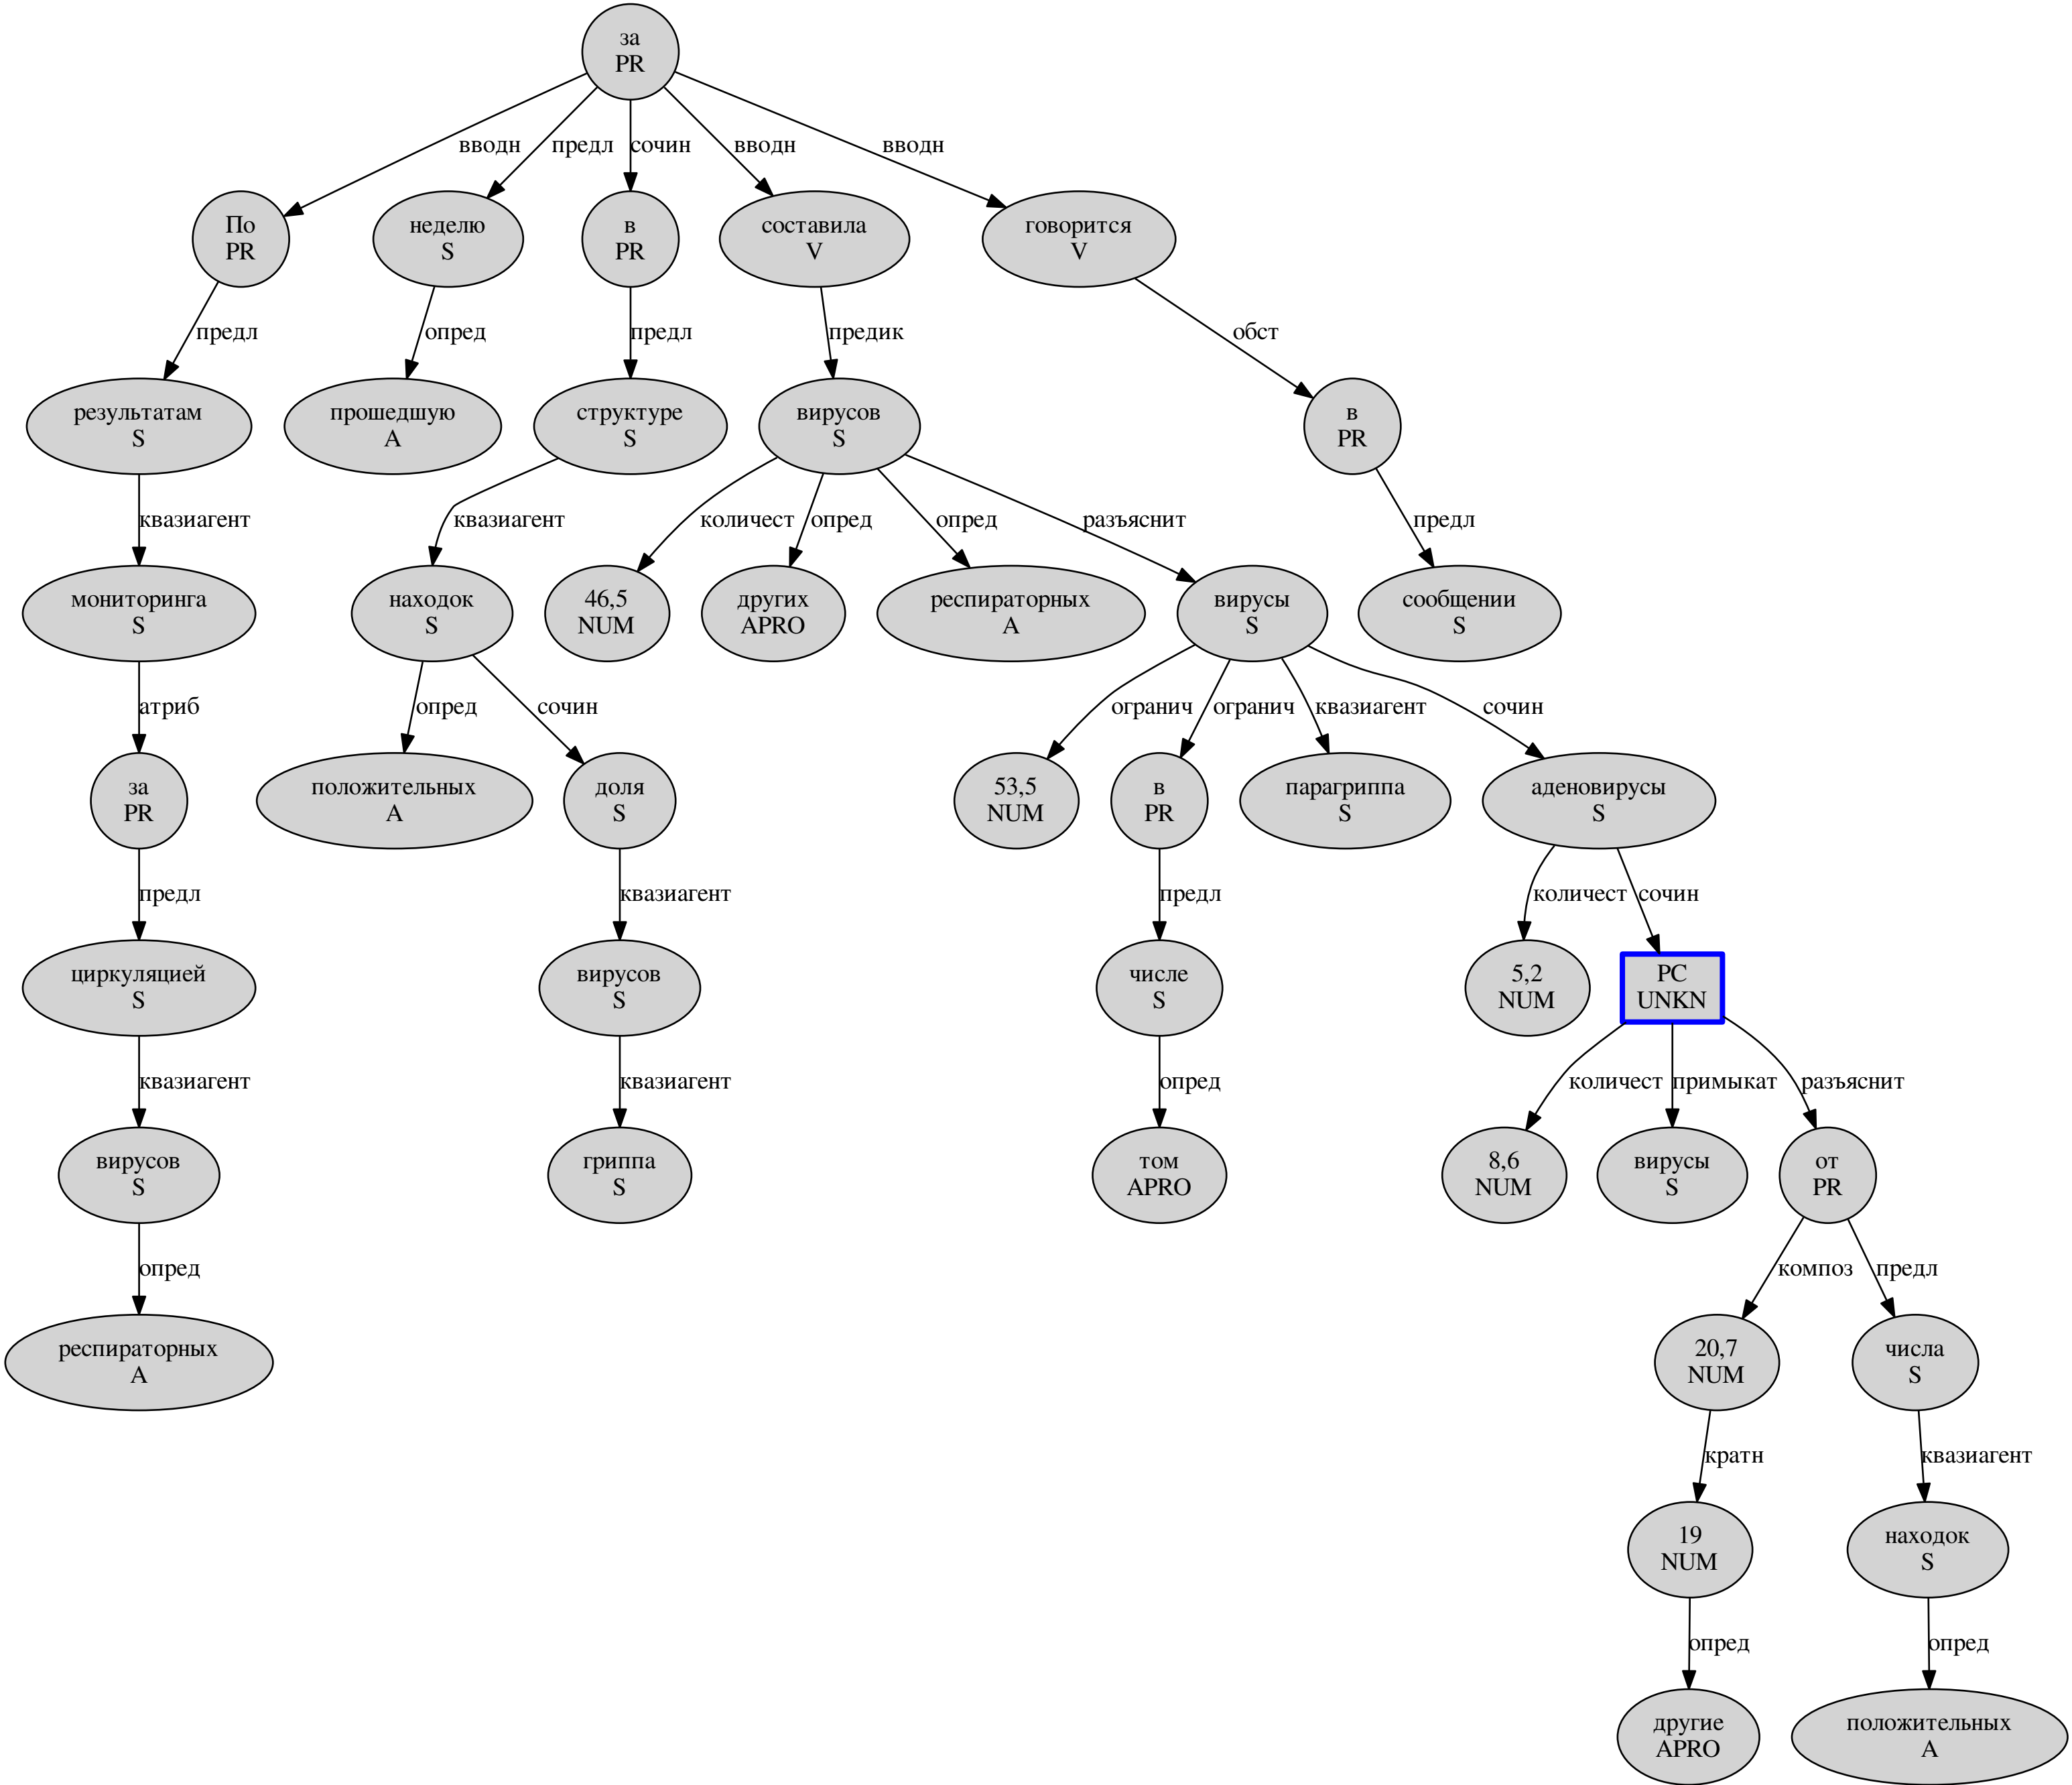 за
PR
вводн
предл
сочин
вводн
вводн
По
PR
неделю
S
в
PR
составила
V
говорится
V
предл
опред
предл
предик
обст
результатам
S
прошедшую
A
структуре
S
вирусов
S
в
PR
квазиагент
квазиагент
количест
опред
опред
разъяснит
предл
мониторинга
S
находок
S
46,5
NUM
других
APRO
респираторных
A
вирусы
S
сообщении
S
атриб
опред
сочин
огранич
огранич
квазиагент
сочин
за
PR
положительных
A
доля
S
53,5
NUM
в
PR
парагриппа
S
аденовирусы
S
предл
квазиагент
предл
количест
сочин
циркуляцией
S
вирусов
S
числе
S
5,2
NUM
РС
UNKN
квазиагент
квазиагент
опред
количест
примыкат
разъяснит
вирусов
S
гриппа
S
том
APRO
8,6
NUM
вирусы
S
от
PR
опред
композ
предл
респираторных
A
20,7
NUM
числа
S
кратн
квазиагент
19
NUM
находок
S
опред
опред
другие
APRO
положительных
A